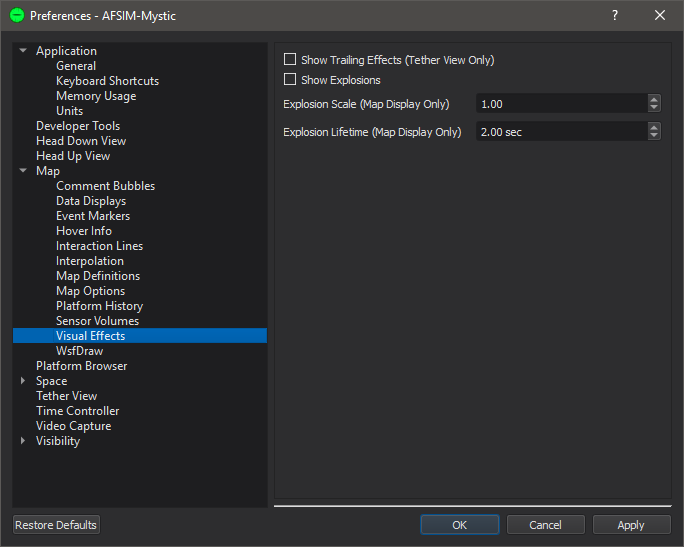 Preferences - AFSIM-Mystic
?
Application
General
Keyboard Shortcuts
Memory Usage
Units
Developer Tools
Head Down View
Head Up View
Map
Comment Bubbles
Data Displays
Event Markers
Hover Info
Interaction Lines
Interpolation
Map Definitions
Map Options
Platform History
Sensor Volumes
Visual Effects
WsfDraw
Platform Browser
Space
Tether View
Time Controller
Video Capture
Visibility
Show Trailing Effects (Tether View Only)
Show Explosions
Explosion Scale (Map Display Only) 1.00
Explosion Lifetime (Map Display Only) 2.00 sec
Restore Defaults OK Cancel Apply